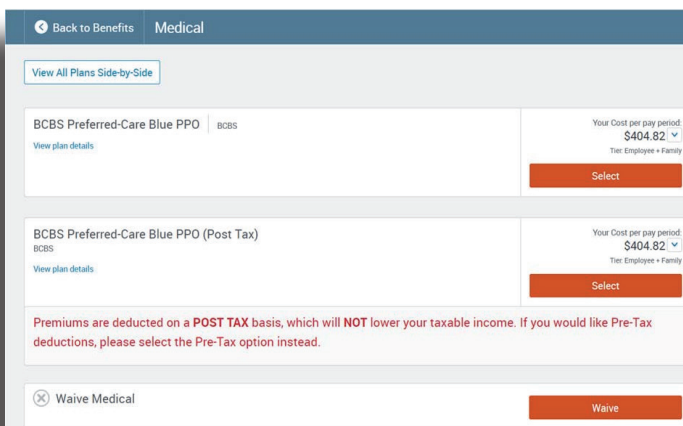 Back to Benefits Medical
View All Plans Side-by-Side
BCBS Preferred-Care Blue PPO BCBS
View plan details
Your Cost per pay period:
$404.82
Tier: Employee + Family
Select
BCBS Preferred-Care Blue PPO (Post Tax)
BCBS
View plan details
Your Cost per pay period:
$404.82
Tier: Employee + Family
Select
Premiums are deducted on a POST TAX basis, which will NOT lower your taxable income. If you would like Pre-Tax
deductions, please select the Pre-Tax option instead.
Waive Medical
Waive